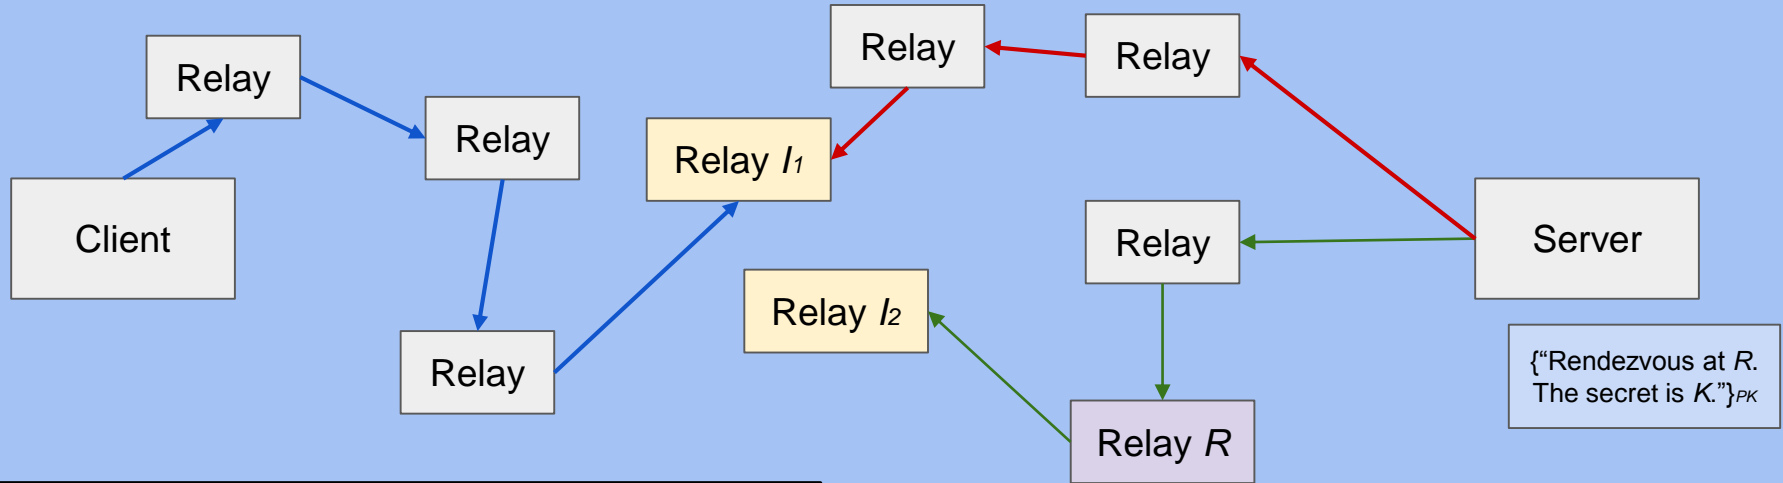 Relay
Relay
Relay
Relay
Relay I1
Client
Relay
Server
Relay I2
{“Rendezvous at R.
The secret is K.”}PK
Relay
Relay R